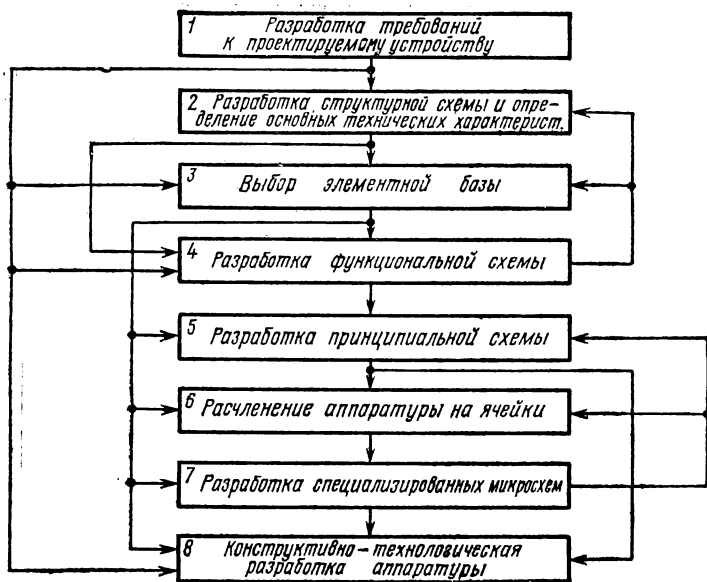 1 Разработка требований
к проектируемому устройству
2 Разработка структурной схемы и опре-
деление основных технических характерист.
3 Выбор элементной базы
4 Разработка функциональной схемы
5 Разработка принципиальной схемы
6 Расчленение аппаратуры на ячейки
7 Разработка специализированных микросхем
8 Конструктивно-технологическая
разработка аппаратуры